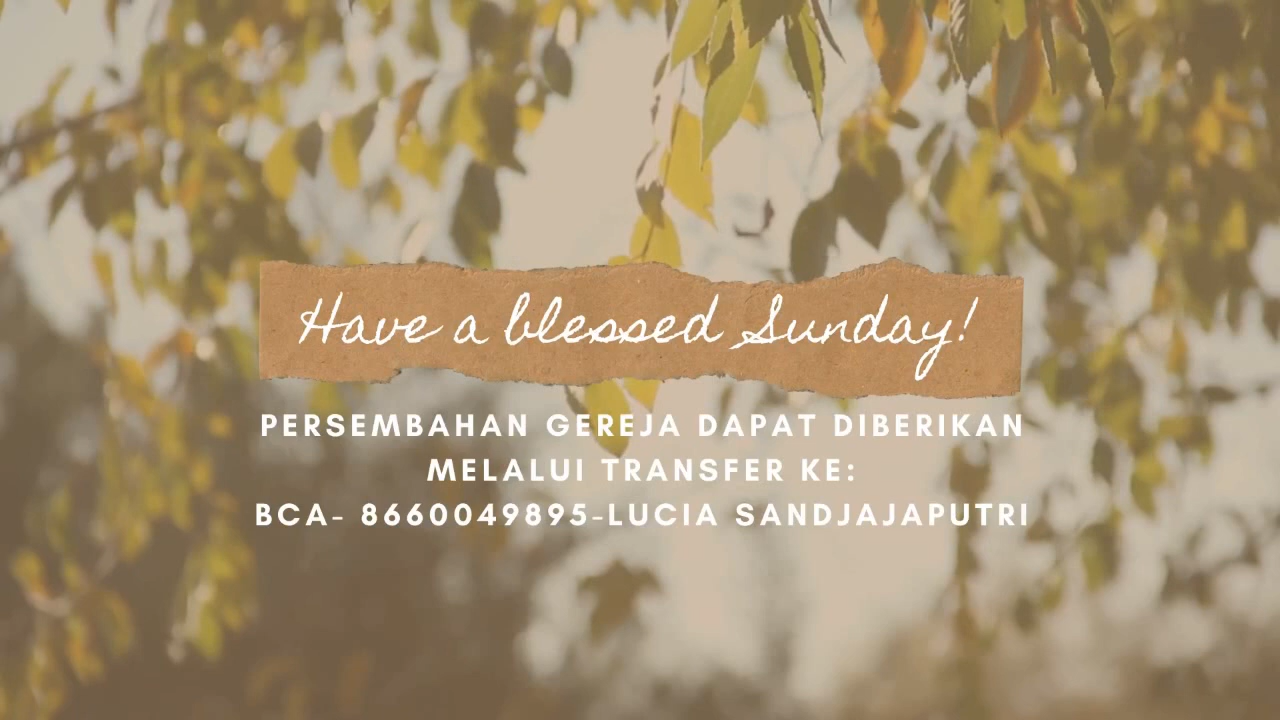 Have a blessed Sunday!
PERSEMBAHAN GEREJA DAPAT DIBERIKAN
MELALUI TRANSFER KE:
BCA- 8660049895-LUCIA SANDJAJAPUTRI